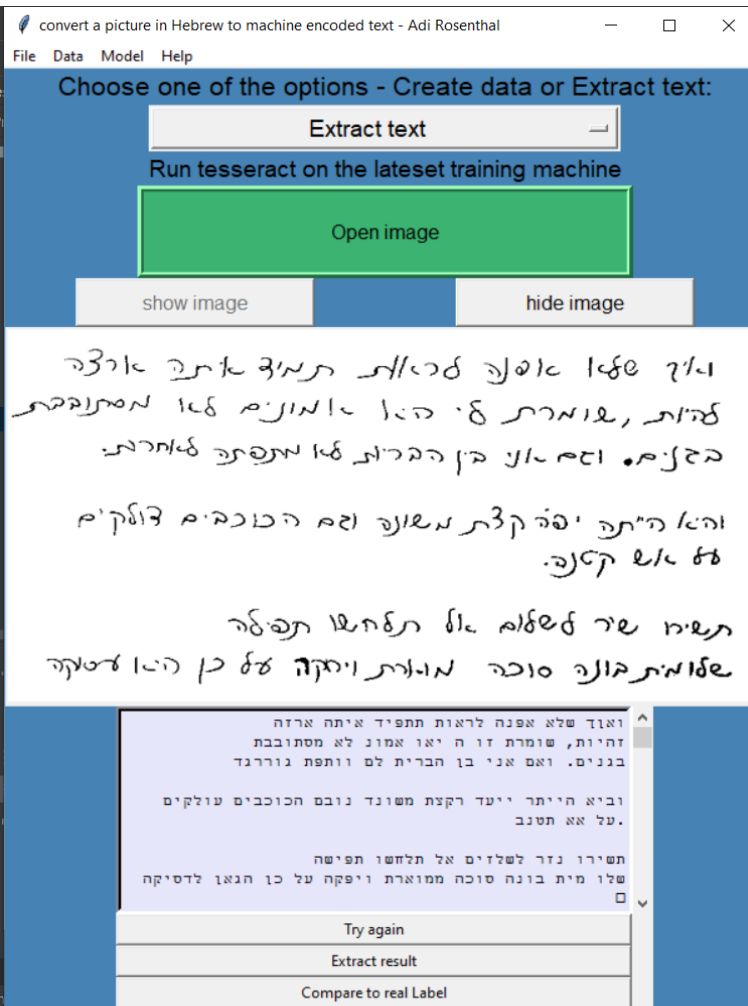 convert a picture in Hebrew to machine encoded text - Adi Rosenthal
File Data Model Help
Choose one of the options - Create data or Extract text:
Extract text
Run tesseract on the lateset training machine
Open image
show image hide image
ואיך שלא אפנה לראות תמיד איתה ארצה
להיות, שומרת לי היא אמונים לא מסתובבת
בגנים. וגם אני בין הבריות לא מתפתה לאחרות.
והיא הייתה יפה קצת משונה וגם הכוכבים דולקים
על אש קטנה.
תשירו שיר לשלום אל תלחשו תפילה
שלומית בונה סוכה מוארת וירוקה על כן היא עסוקה
ואוך שלא אפנה לראות תתפיד איתה ארזה
זהיות, שומרת זו ה יאו אמונ לא מסתובבת
בגנים. ואם אני בן הברית לם וותפת גוררגד
וביא הייתר ייעד רקצת משונד נובם הכוכבים עולקים
על אא תטנב.
תשירו נזר לשלזים אל תלחשו תפישה
שלו מית בונה סוכה ממוארת ויפקה על כן הגאן לדסיקה
Try again
Extract result
Compare to real Label